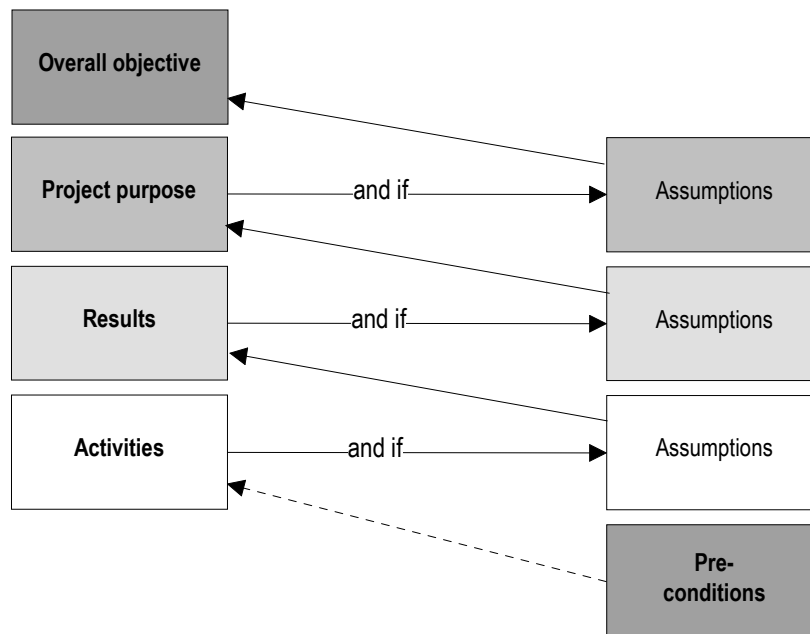 Overall objective
Project purpose
and if
Assumptions
Results
and if
Assumptions
Activities
and if
Assumptions
Pre-
conditions